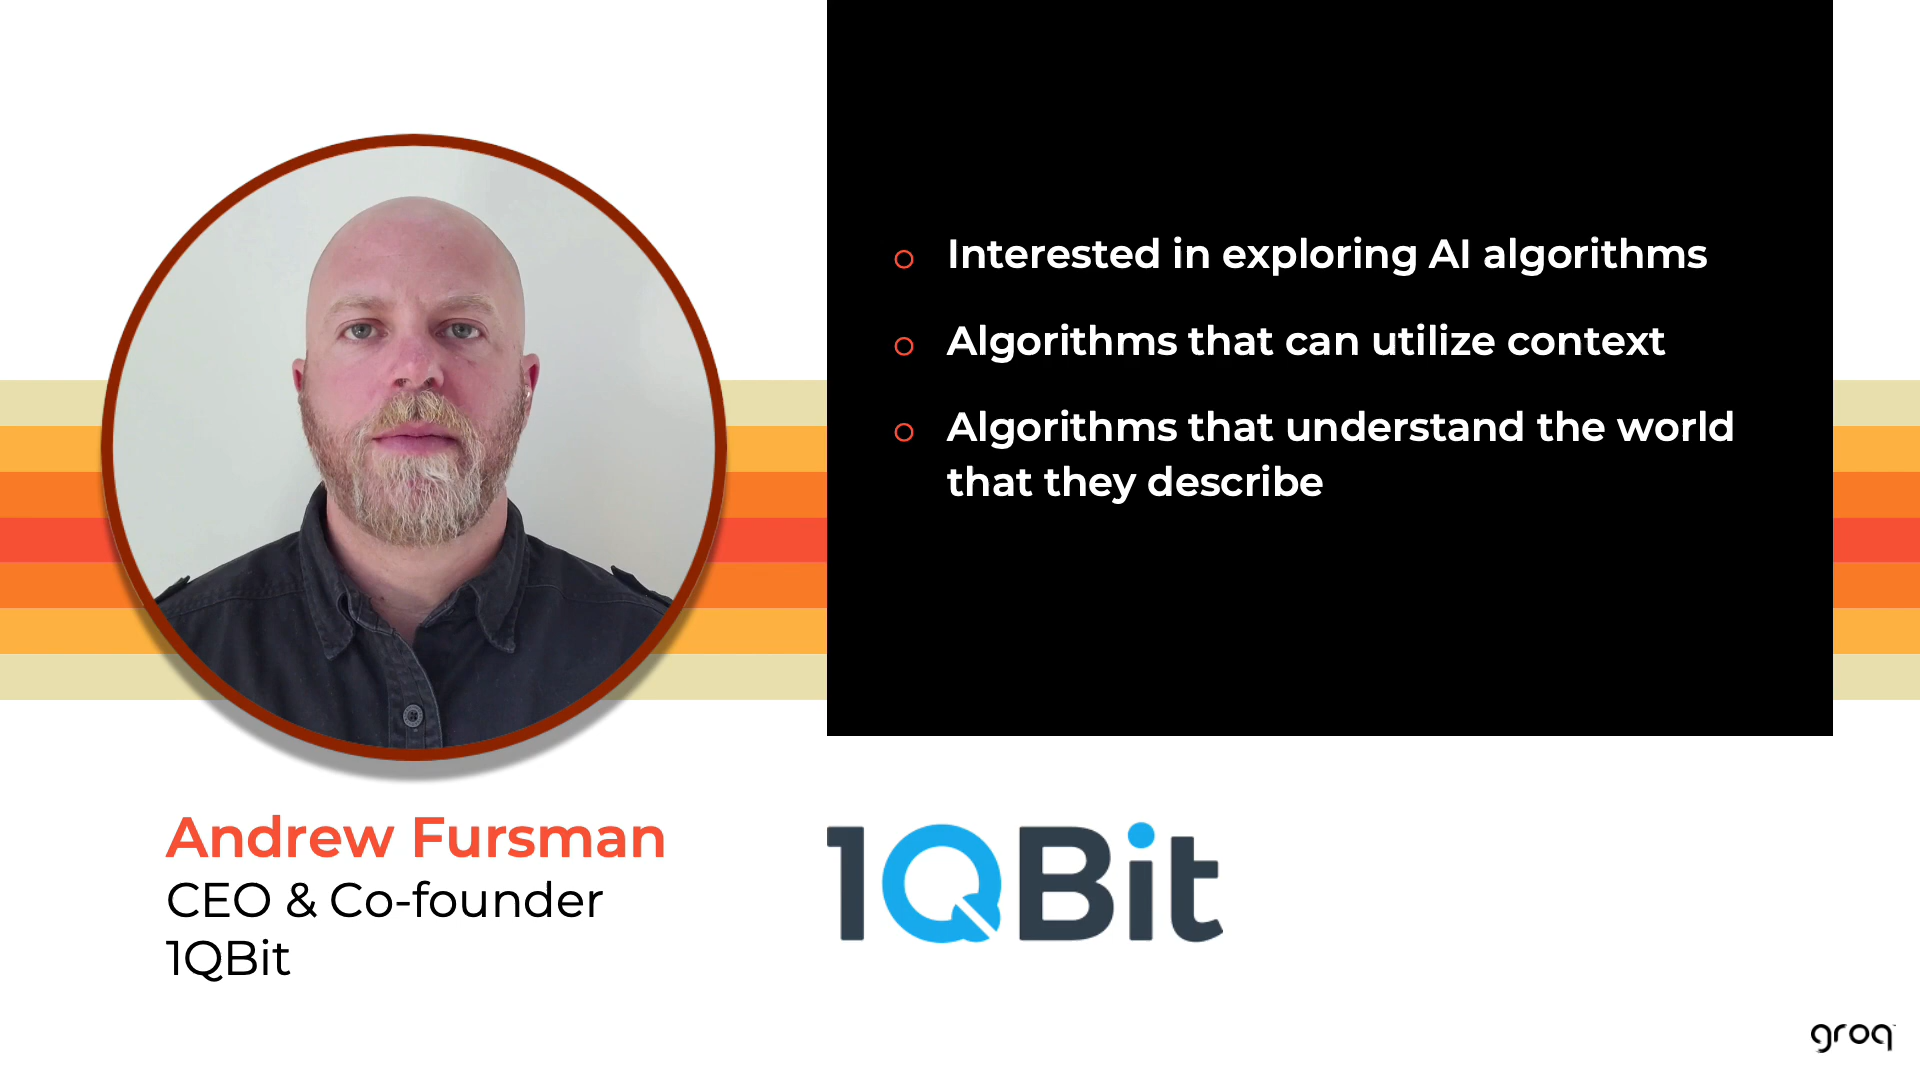 Interested in exploring AI algorithms
Algorithms that can utilize context
Algorithms that understand the world
that they describe
Andrew Fursman
CEO & Co-founder
1QBit
1QBit
groq